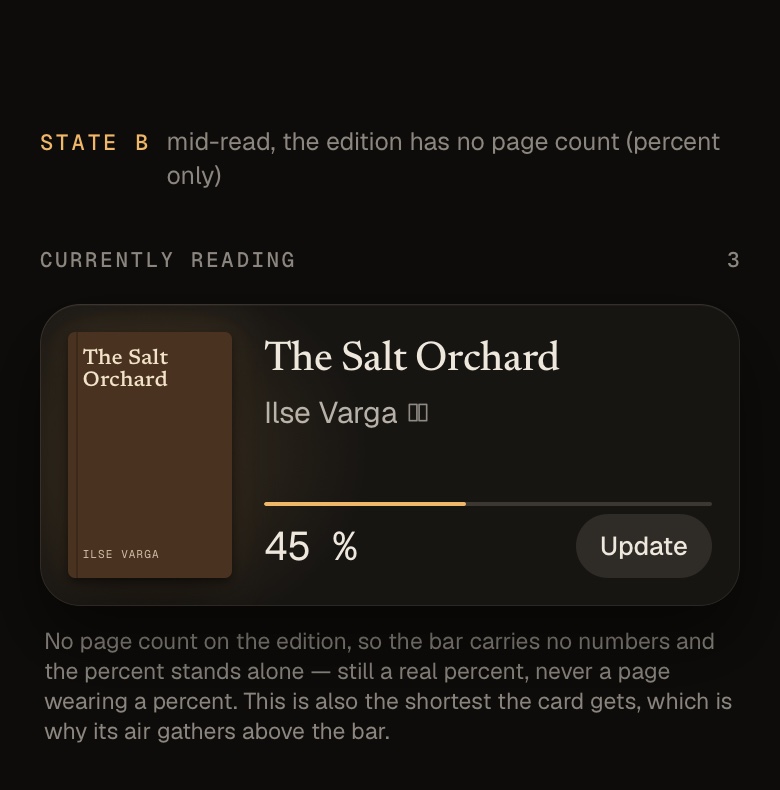 STATE B mid-read, the edition has no page count (percent
only)
CURRENTLY READING 3
The Salt
Orchard
ILSE VARGA
The Salt Orchard
Ilse Varga
45 %
Update
No page count on the edition, so the bar carries no numbers and
the percent stands alone — still a real percent, never a page
wearing a percent. This is also the shortest the card gets, which is
why its air gathers above the bar.